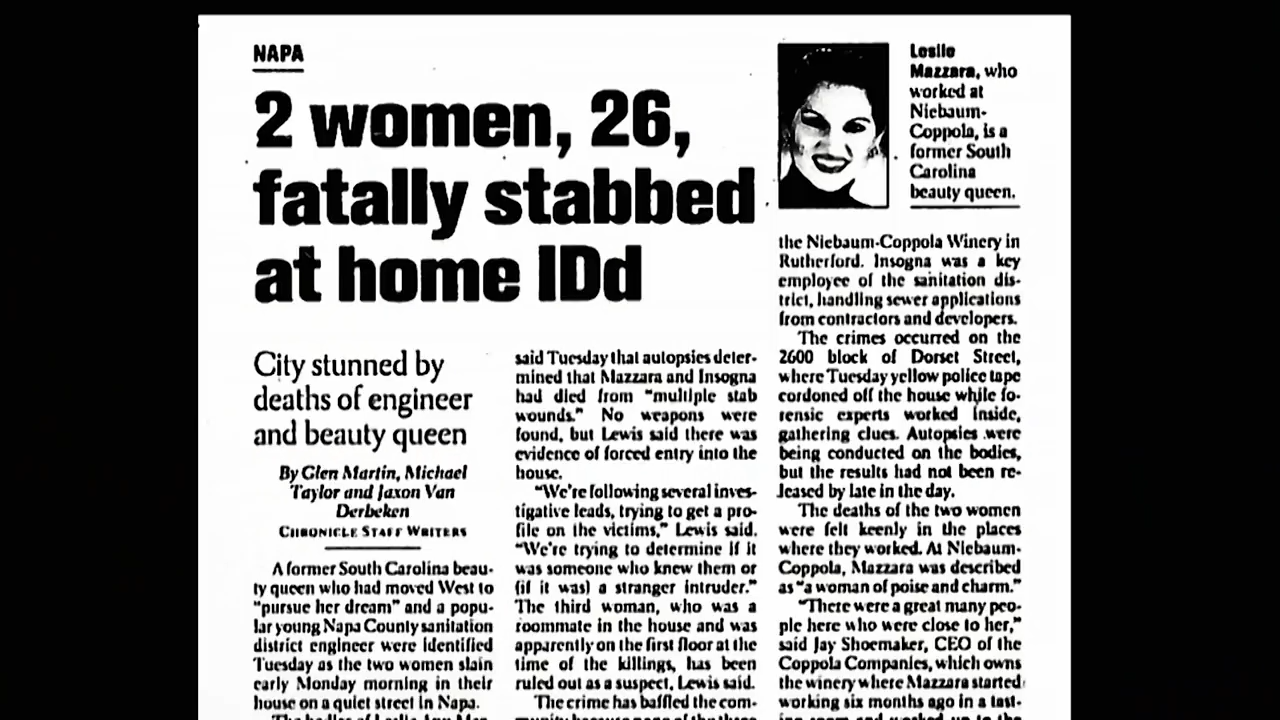 NAPA
2 women, 26,
fatally stabbed
at home IDd
City stunned by
deaths of engineer
and beauty queen
By Glen Martin, Michael
Taylor and Jaxon Van
Derbeken
CHRONICLE STAFF WRITERS
A former South Carolina beau-
ty queen who had moved West to
"pursue her dream" and a popu-
lar young Napa County sanitation
district engineer were identified
Tuesday as the two women slain
early Monday morning in their
house on a quiet street in Napa.
said Tuesday that autopsies deter-
mined that Mazzara and Insogna
had died from "multiple stab
wounds." No weapons were
found, but Lewis said there was
evidence of forced entry into the
house.
"We're following several inves-
tigative leads, trying to get a pro-
file on the victims," Lewis said.
"We're trying to determine if it
was someone who knew them or
(if it was) a stranger intruder."
The third woman, who was a
roommate in the house and was
apparently on the first floor at the
time of the killings, has been
ruled out as a suspect, Lewis said.
The crime has baffled the com-
Leslie
Mazzara, who
worked at
Niebaum-
Coppola, is a
former South
Carolina
beauty queen.
the Niebaum-Coppola Winery in
Rutherford. Insogna was a key
employee of the sanitation dis-
trict, handling sewer applications
from contractors and developers.
The crimes occurred on the
2600 block of Dorset Street,
where Tuesday yellow police tape
cordoned off the house while fo-
rensic experts worked inside,
gathering clues. Autopsies were
being conducted on the bodies,
but the results had not been re-
leased by late in the day.
The deaths of the two women
were felt keenly in the places
where they worked. At Niebaum-
Coppola, Mazzara was described
as "a woman of poise and charm."
"There were a great many peo-
ple here who were close to her,"
said Jay Shoemaker, CEO of the
Coppola Companies, which owns
the winery where Mazzara started
working six months ago in a tast-